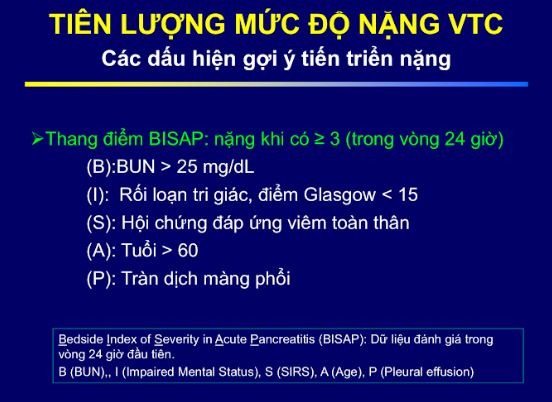 TIÊN LƯỢNG MỨC ĐỘ NẶNG VTC
Các dấu hiện gợi ý tiến triển nặng
➢Thang điểm BISAP: nặng khi có ≥ 3 (trong vòng 24 giờ)
(B):BUN > 25 mg/dL
(I): Rối loạn tri giác, điểm Glasgow < 15
(S): Hội chứng đáp ứng viêm toàn thân
(A): Tuổi > 60
(P): Tràn dịch màng phổi
Bedside Index of Severity in Acute Pancreatitis (BISAP): Dữ liệu đánh giá trong
vòng 24 giờ đầu tiên.
B (BUN),, I (Impaired Mental Status), S (SIRS), A (Age), P (Pleural effusion)